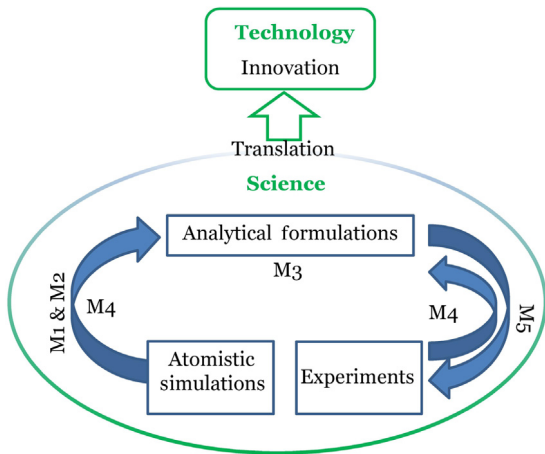 Technology
Innovation
Translation
Science
Analytical formulations
M3
M1 & M2
M4
M4
M5
Atomistic
simulations
Experiments